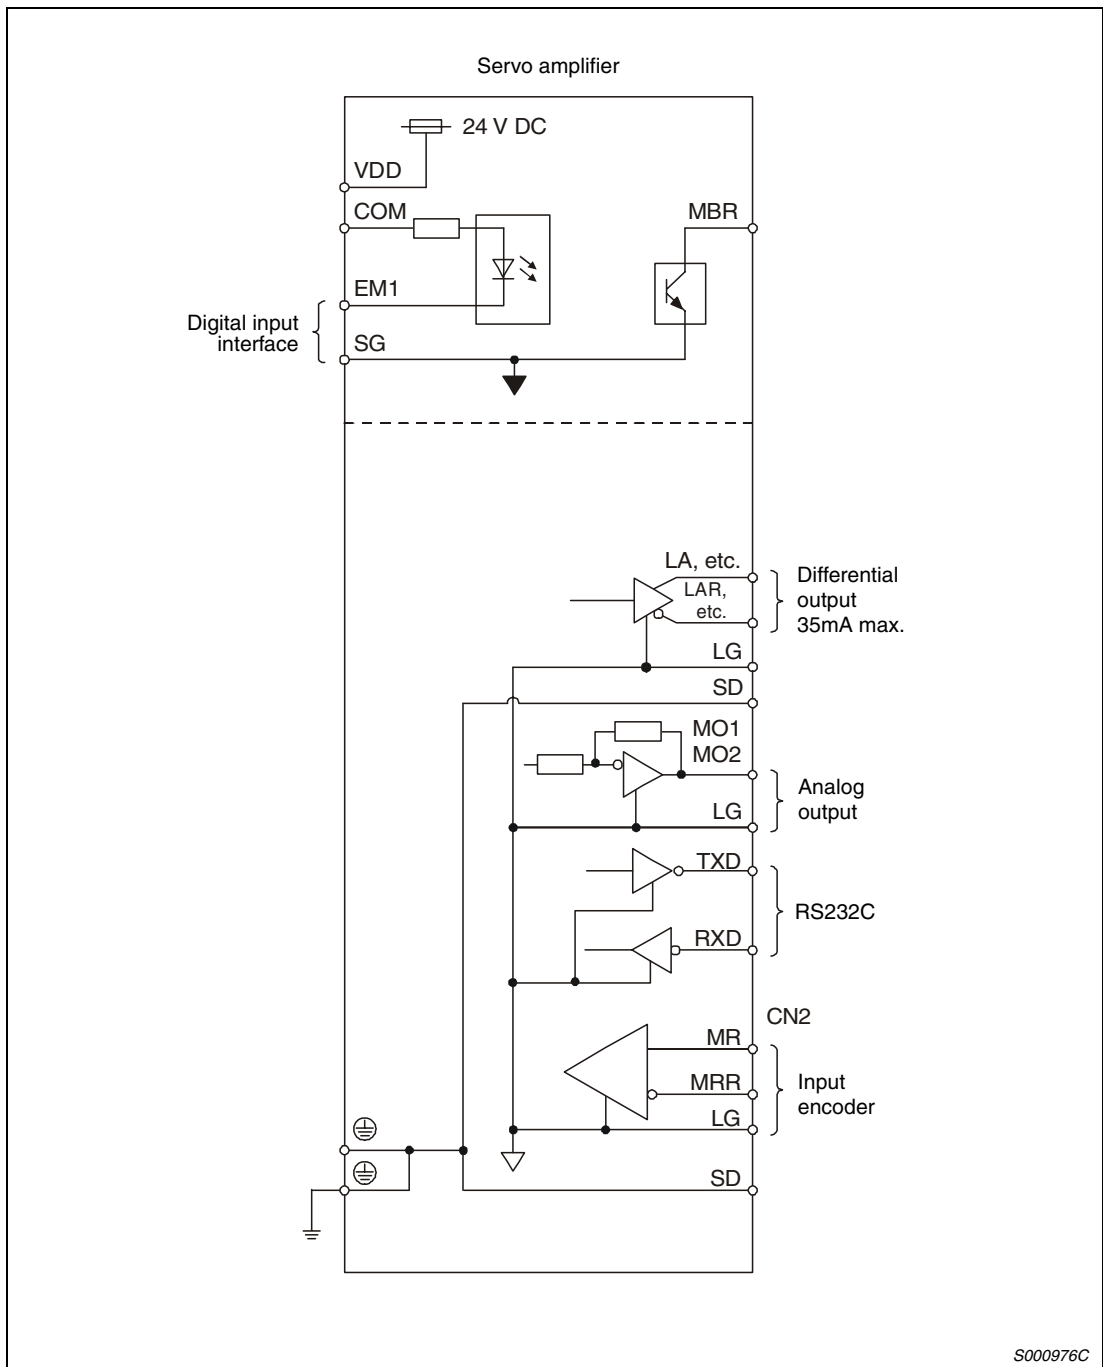 Servo amplifier
24 V DC
VDD
COM
MBR
EM1
Digital input
interface
SG
LA, etc.
LAR,
etc.
Differential
output
35mA max.
LG
SD
MO1
MO2
Analog
output
LG
TXD
RS232C
RXD
CN2
MR
MRR
Input
encoder
LG
SD
S000976C